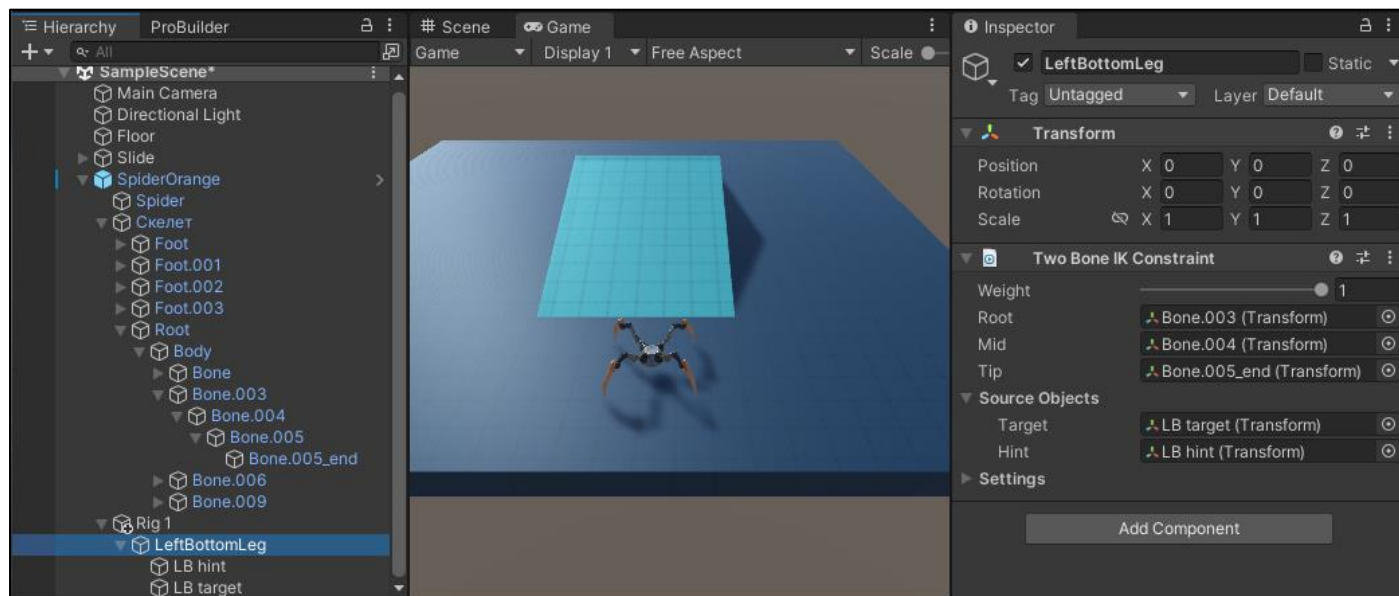 Hierarchy ProBuilder
All
SampleScene*
Main Camera
Directional Light
Floor
Slide
SpiderOrange
Spider
Скелет
Foot
Foot.001
Foot.002
Foot.003
Root
Body
Bone
Bone.003
Bone.004
Bone.005
Bone.005_end
Bone.006
Bone.009
Rig 1
LeftBottomLeg
LB hint
LB target
Scene Game
Game Display 1 Free Aspect Scale
Inspector
LeftBottomLeg Static
Tag Untagged Layer Default
Transform
Position X 0 Y 0 Z 0
Rotation X 0 Y 0 Z 0
Scale X 1 Y 1 Z 1
Two Bone IK Constraint
Weight 1
Root Bone.003 (Transform)
Mid Bone.004 (Transform)
Tip Bone.005_end (Transform)
Source Objects
Target LB target (Transform)
Hint LB hint (Transform)
Settings
Add Component